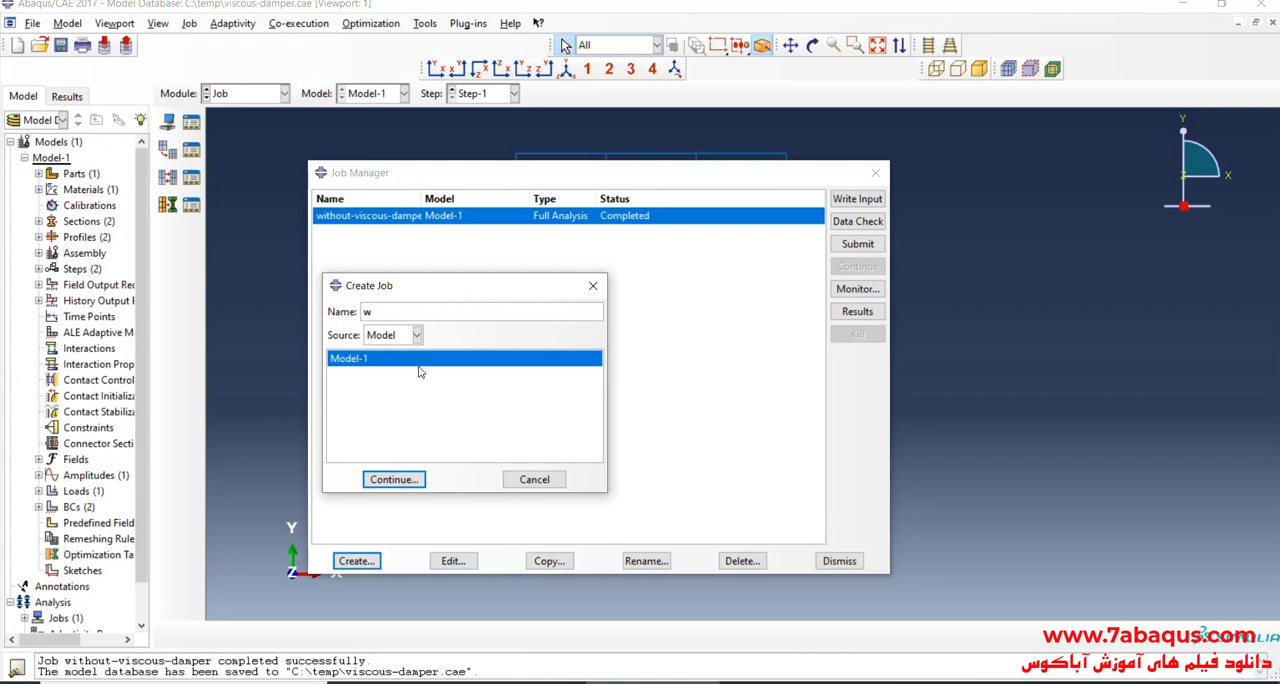 Abaqus/CAE 2017 - Model Database: C:\temp\viscous-damper.cae [Viewport: 1]
File Model Viewport View Job Adaptivity Co-execution Optimization Tools Plug-ins Help
All
1 2 3 4
Model Results Module: Job Model: Model-1 Step: Step-1
Model
Models (1)
Model-1
Parts (1)
Materials (1)
Calibrations
Sections (2)
Profiles (2)
Assembly
Steps (2)
Field Output Rec
History Output F
Time Points
ALE Adaptive M
Interactions
Interaction Prop
Contact Control
Contact Initializa
Contact Stabiliza
Constraints
Connector Secti
Fields
Amplitudes (1)
Loads (1)
BCs (2)
Predefined Field
Remeshing Rule
Optimization Ta
Sketches
Annotations
Analysis
Jobs (1)
Job Manager
Name Model Type Status
without-viscous-dampe Model-1 Full Analysis Completed
Write Input
Data Check
Submit
Continue
Monitor...
Results
Kill
Create Job
Name: w
Source: Model
Model-1
Continue... Cancel
Create... Edit... Copy... Rename... Delete... Dismiss
Y
X
Z
Y
Z
X
www.7abaqus.com
دانلود فیلم های آموزش آباکوس
Job without-viscous-damper completed successfully.
The model database has been saved to "C:\temp\viscous-damper.cae".